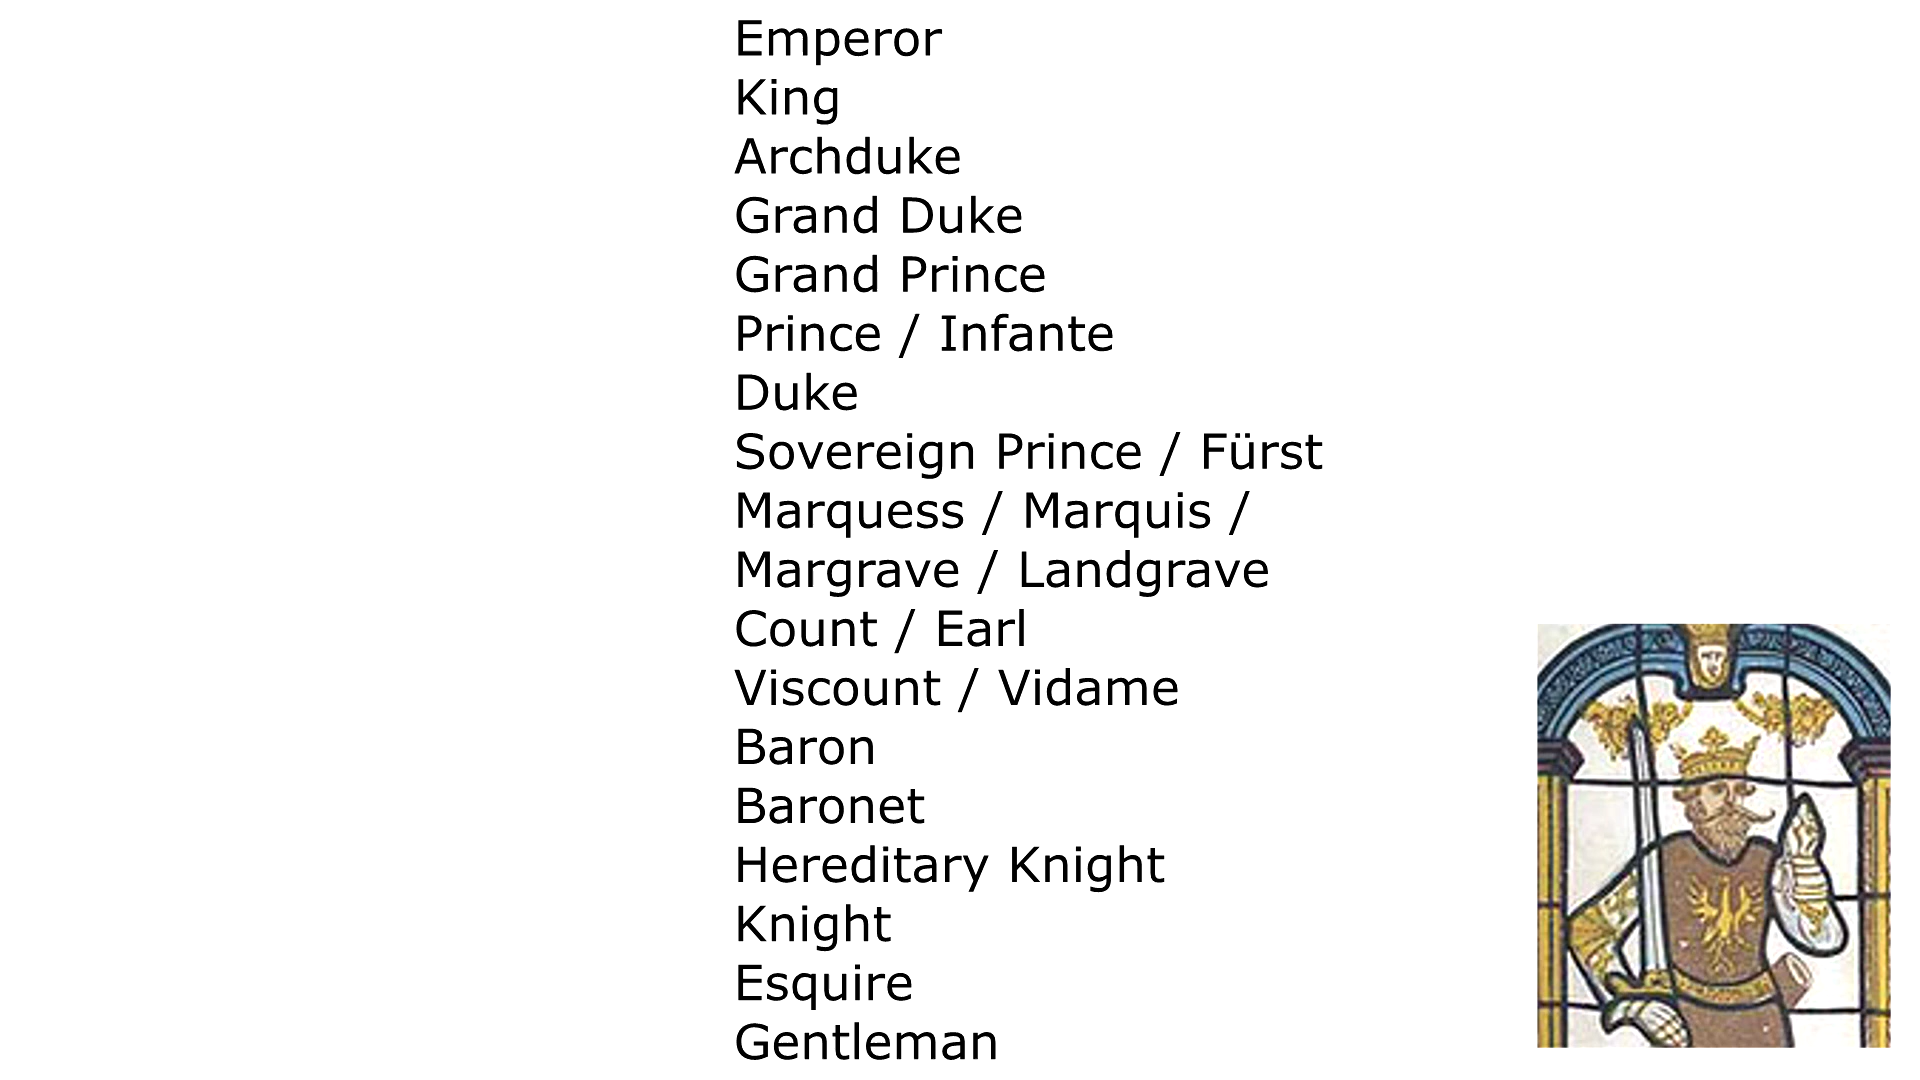 Emperor
King
Archduke
Grand Duke
Grand Prince
Prince / Infante
Duke
Sovereign Prince / Fürst
Marquess / Marquis /
Margrave / Landgrave
Count / Earl
Viscount / Vidame
Baron
Baronet
Hereditary Knight
Knight
Esquire
Gentleman